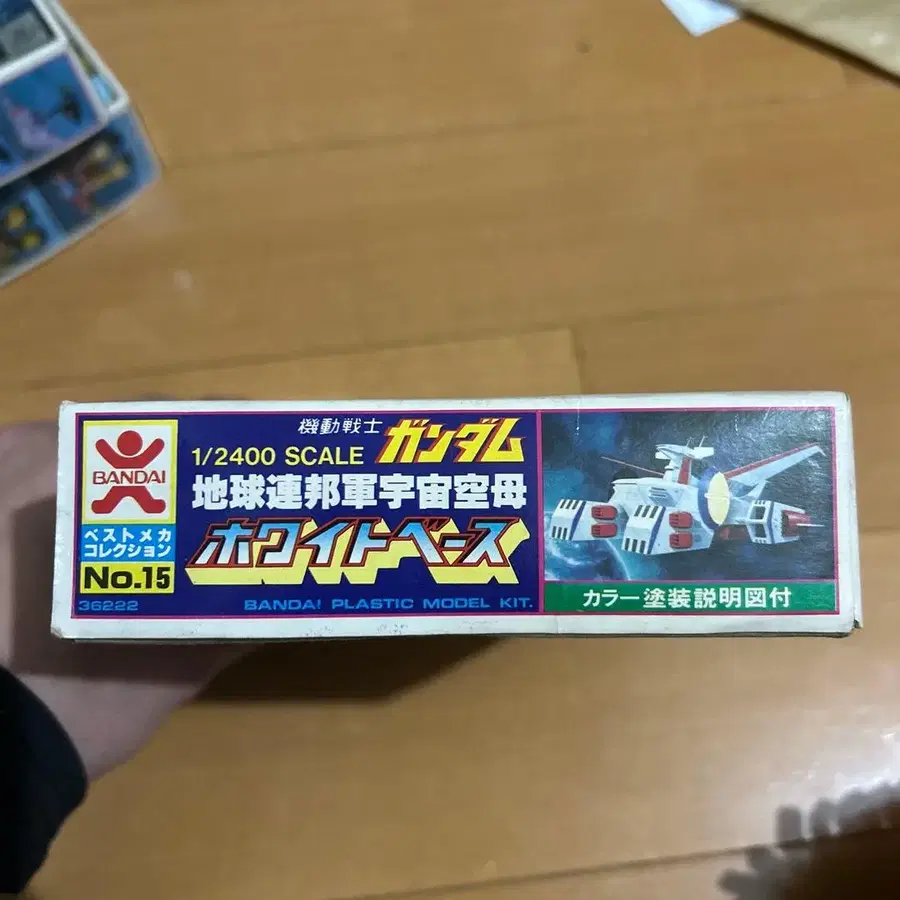 BANDAI
ベストメカ
コレクション
No.15
36222
機動戦士 ガンダム
1/2400 SCALE
地球連邦軍宇宙空母
ホワイトベース
BANDAI PLASTIC MODEL KIT.
カラー塗装説明図付